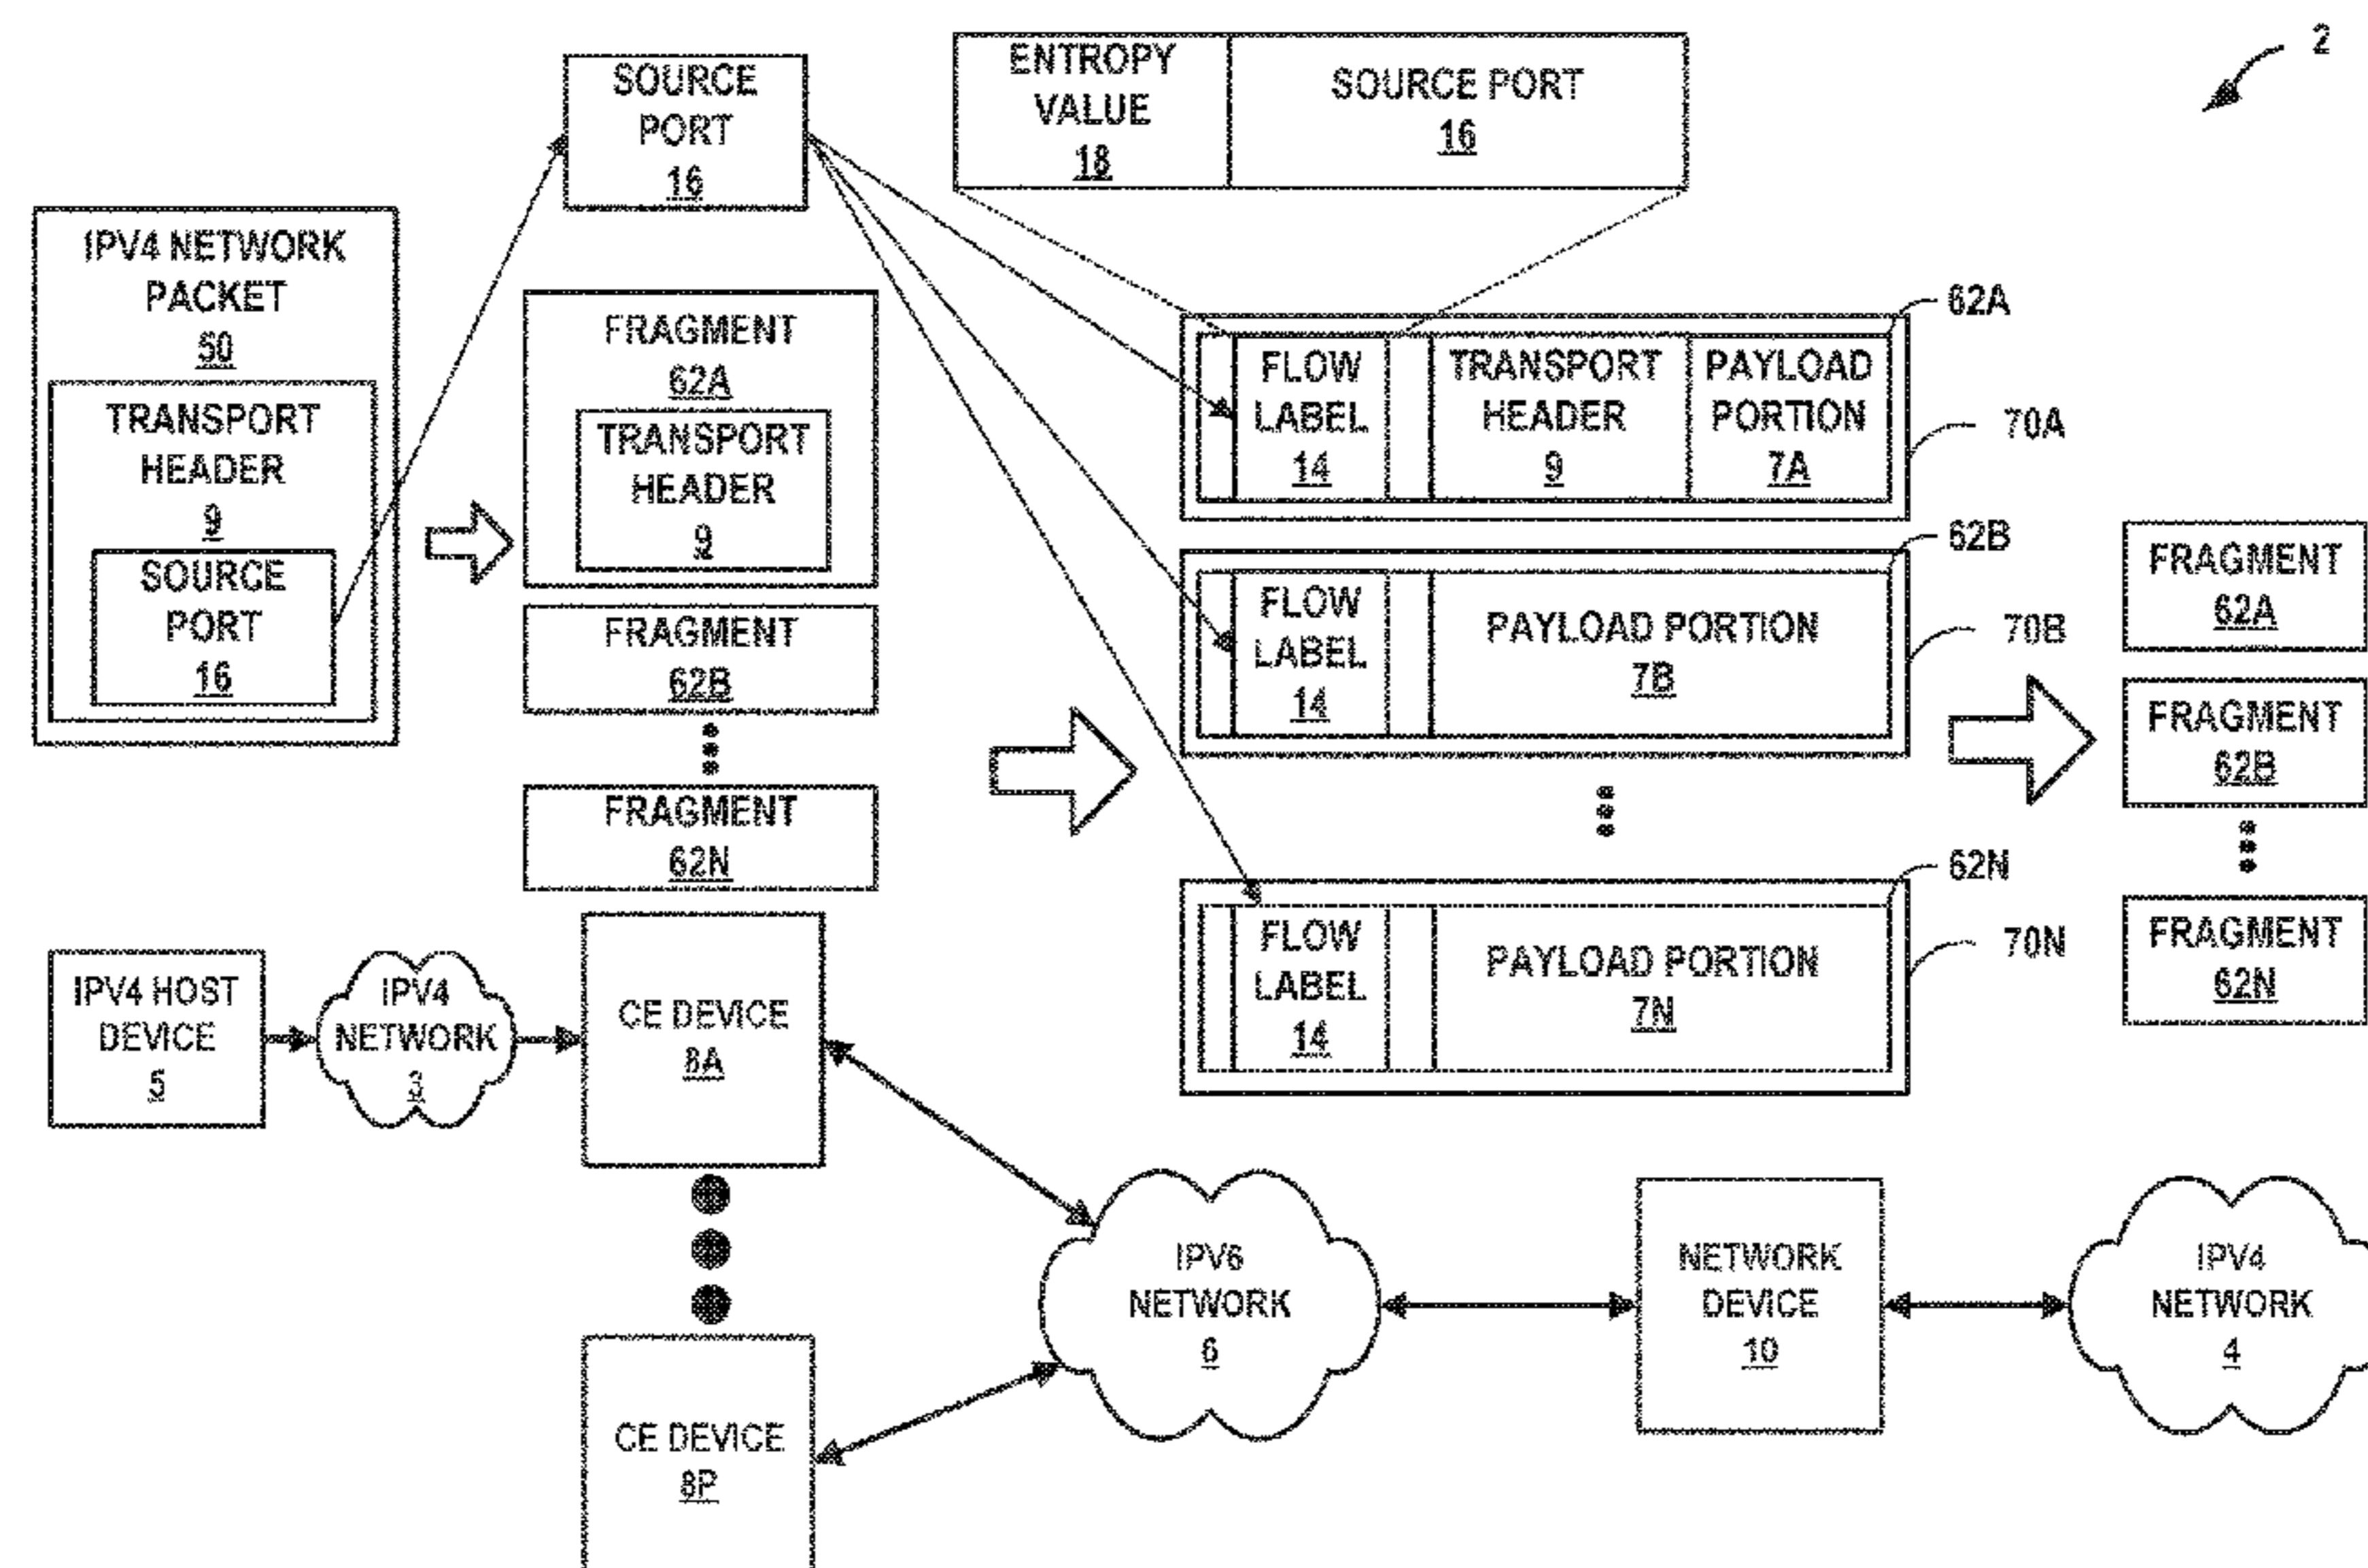 2
SOURCE
PORT
16
ENTROPY
VALUE
18
SOURCE PORT
16
IPV4 NETWORK
PACKET
60
TRANSPORT
HEADER
9
SOURCE
PORT
16
FRAGMENT
62A
TRANSPORT
HEADER
9
FRAGMENT
62B
FRAGMENT
62N
62A
FLOW
LABEL
14
TRANSPORT
HEADER
9
PAYLOAD
PORTION
7A
70A
62B
FLOW
LABEL
14
PAYLOAD PORTION
7B
70B
62N
FLOW
LABEL
14
PAYLOAD PORTION
7N
70N
FRAGMENT
62A
FRAGMENT
62B
FRAGMENT
62N
IPV4 HOST
DEVICE
5
IPV4
NETWORK
3
CE DEVICE
8A
CE DEVICE
8P
IPV6
NETWORK
6
NETWORK
DEVICE
10
IPV4
NETWORK
4